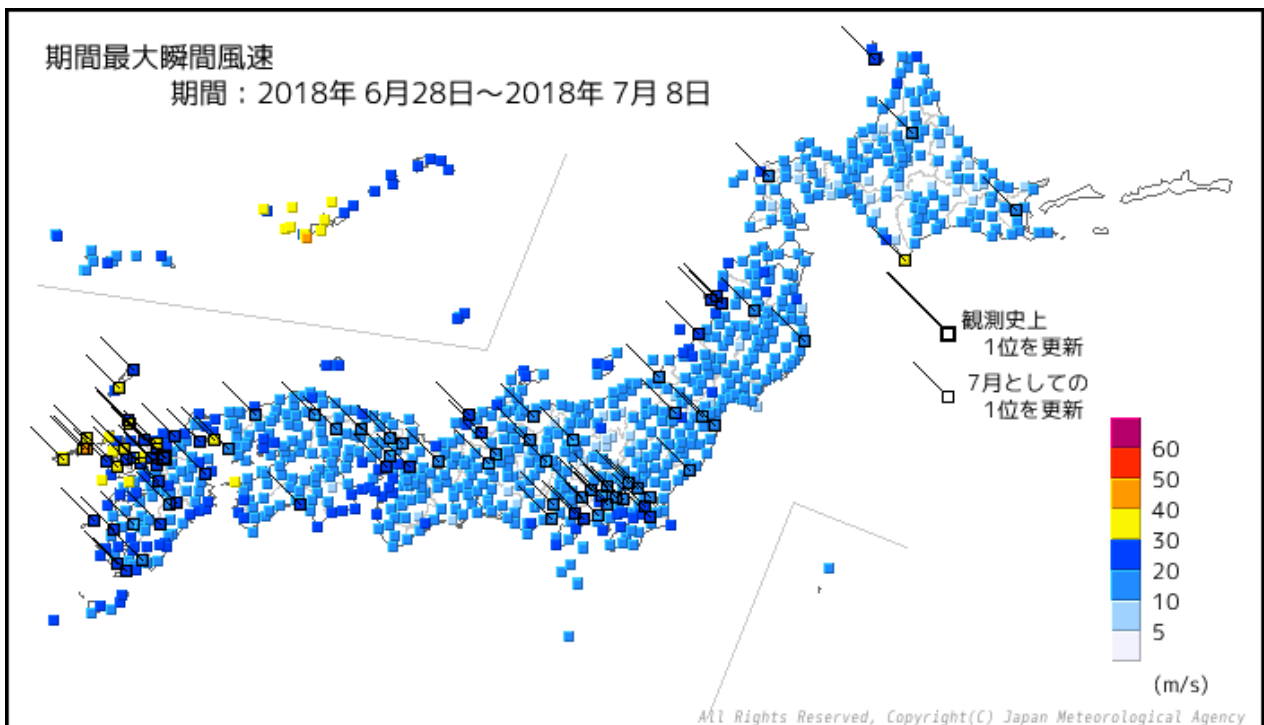 期間最大瞬間風速
期間：2018年 6月28日～2018年 7月 8日
観測史上
1位を更新
7月としての
1位を更新
60
50
40
30
20
10
5
(m/s)
All Rights Reserved, Copyright(C) Japan Meteorological Agency